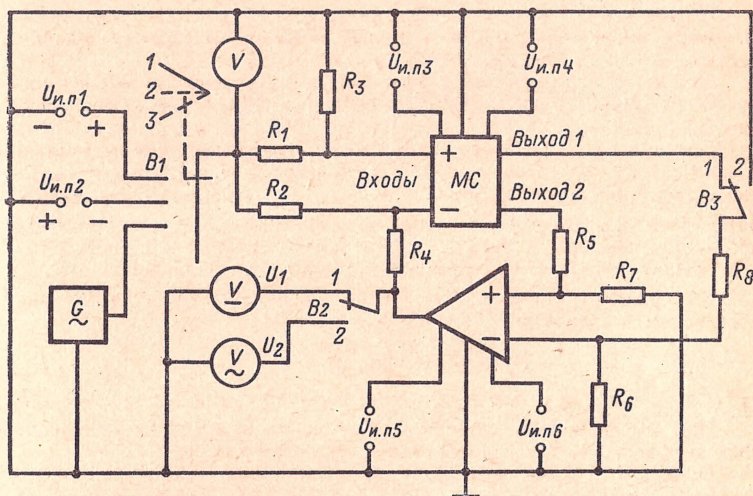 V
Uи.п3
Uи.п4
1
2
3
Uи.п1
− +
R3
B1
R1
+
МС
Выход 1
Входы
−
1 2
B3
Uи.п2
+ −
R2
Выход 2
R4
R5
R7
R8
G
~
V
U1
1
B2
2
V
~
U2
+
−
R6
Uи.п5
Uи.п6